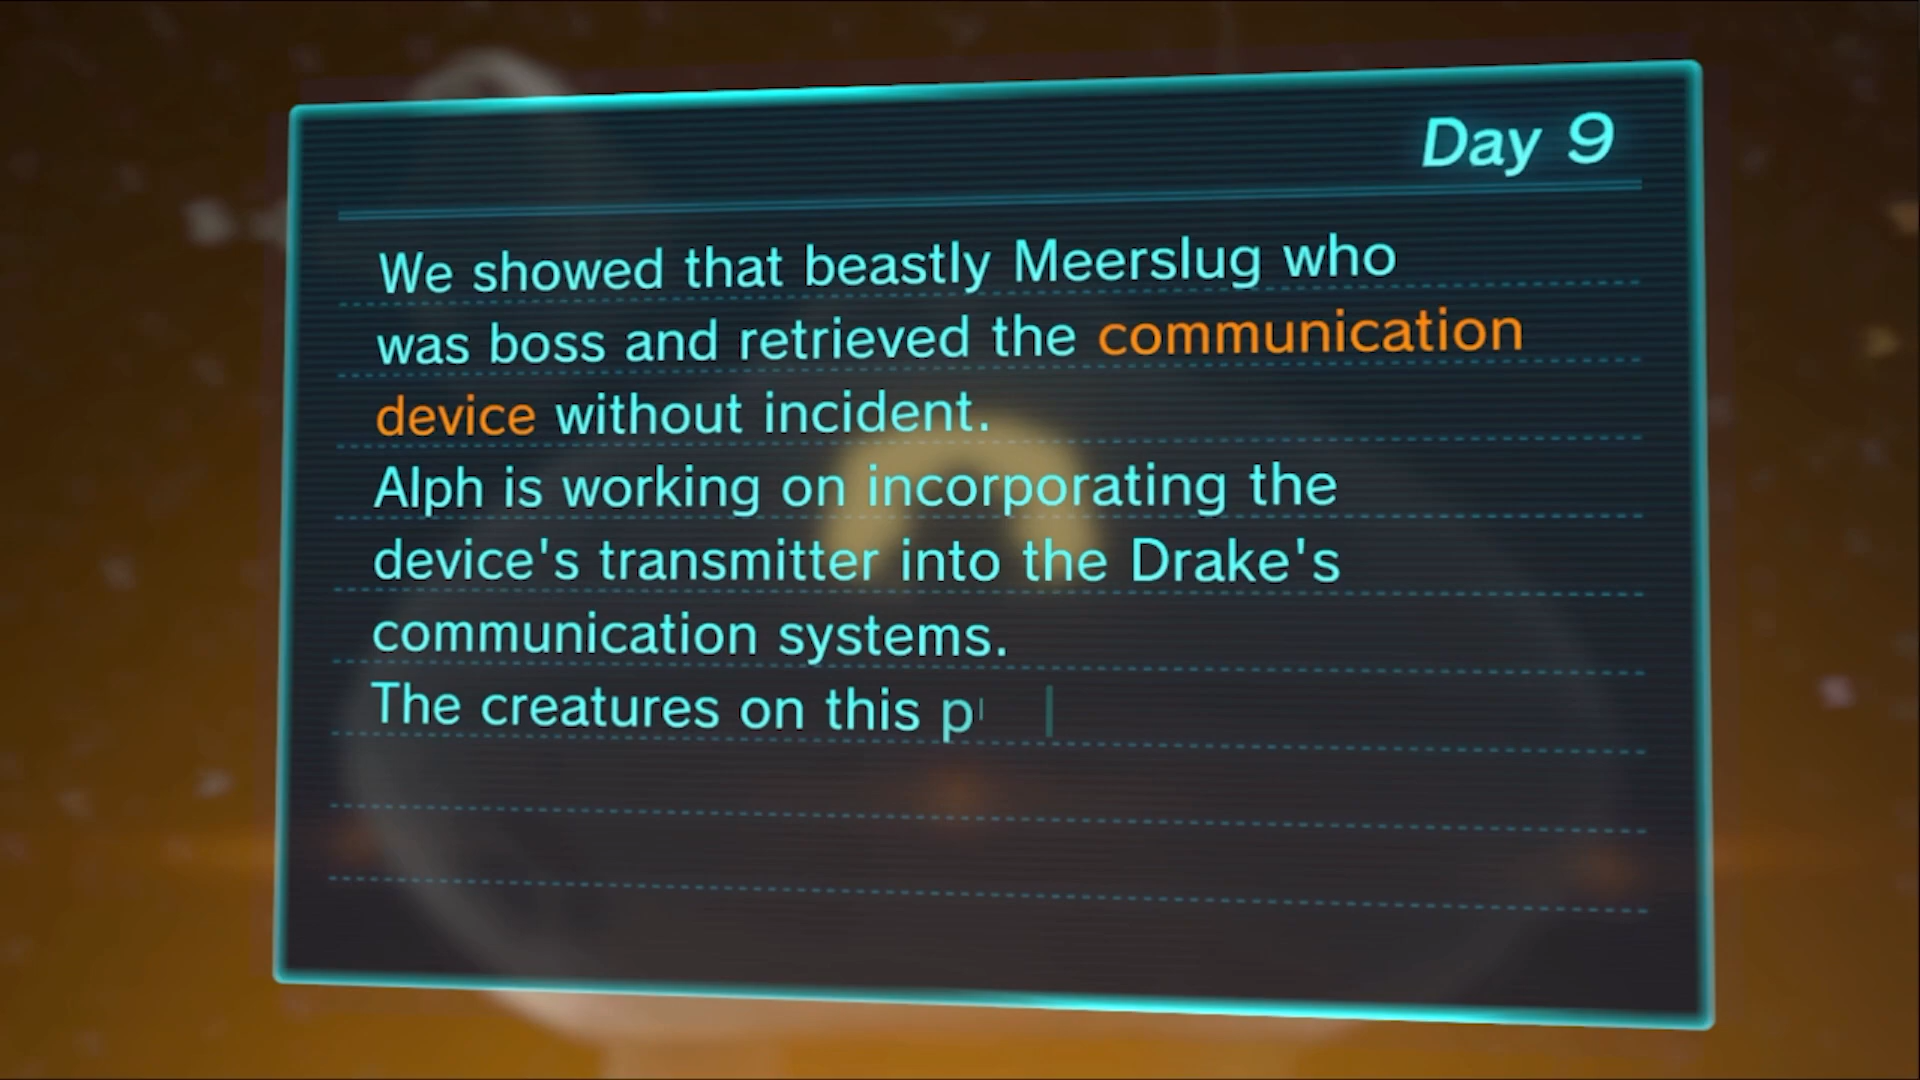 Day 9
We showed that beastly Meerslug who
was boss and retrieved the communication
device without incident.
Alph is working on incorporating the
device's transmitter into the Drake's
communication systems.
The creatures on this p